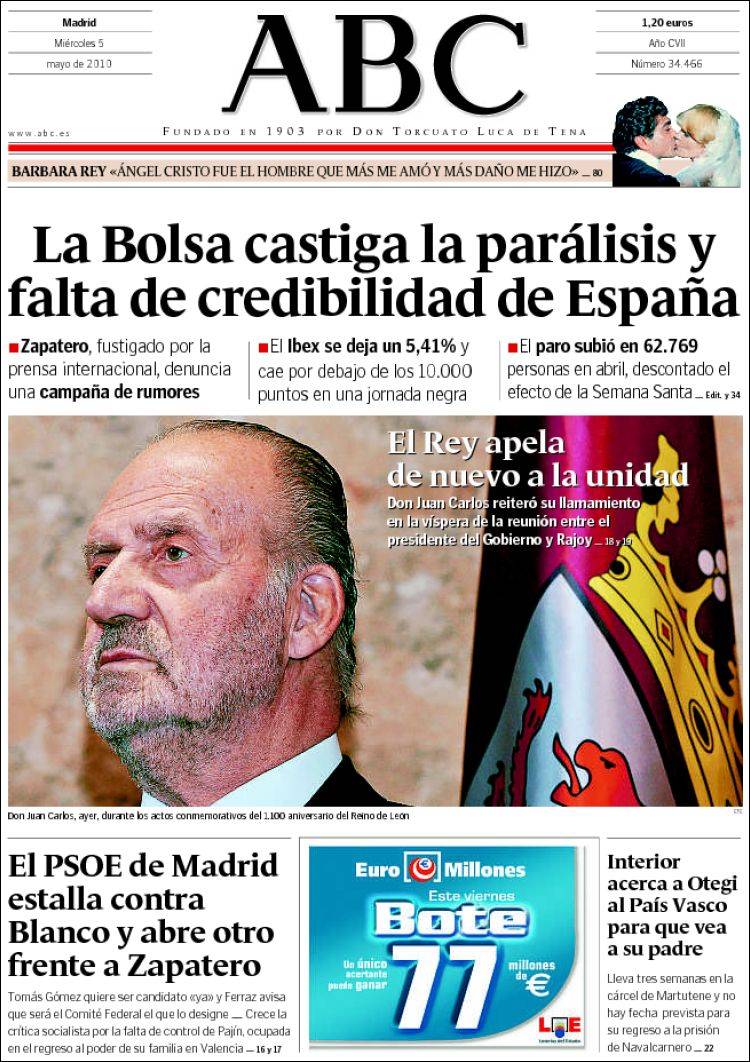 Madrid
Miércoles 5
mayo de 2010
www.abc.es
ABC
FUNDADO EN 1903 POR DON TORCUATO LUCA DE TENA
1,20 euros
Año CVII
Número 34.466
BARBARA REY «ÁNGEL CRISTO FUE EL HOMBRE QUE MÁS ME AMÓ Y MÁS DAÑO ME HIZO» — 80
La Bolsa castiga la parálisis y
falta de credibilidad de España
Zapatero, fustigado por la
prensa internacional, denuncia
una campaña de rumores
El Ibex se deja un 5,41% y
cae por debajo de los 10.000
puntos en una jornada negra
El paro subió en 62.769
personas en abril, descontado el
efecto de la Semana Santa — Edit. y 34
El Rey apela
de nuevo a la unidad
Don Juan Carlos reiteró su llamamiento
en la víspera de la reunión entre el
presidente del Gobierno y Rajoy — 18 y 19
Don Juan Carlos, ayer, durante los actos conmemorativos del 1.100 aniversario del Reino de León
El PSOE de Madrid
estalla contra
Blanco y abre otro
frente a Zapatero
Tomás Gómez quiere ser candidato «ya» y Ferraz avisa
que será el Comité Federal el que lo designe — Crece la
crítica socialista por la falta de control de Pajín, ocupada
en el regreso al poder de su familia en Valencia — 16 y 17
Euro Millones
Este viernes
Bote
Un único
acertante
puede ganar
77
millones
de €
Loterías y Apuestas del Estado
Interior
acerca a Otegi
al País Vasco
para que vea
a su padre
Lleva tres semanas en la
cárcel de Martutene y no
hay fecha prevista para
su regreso a la prisión
de Navalcarnero — 22